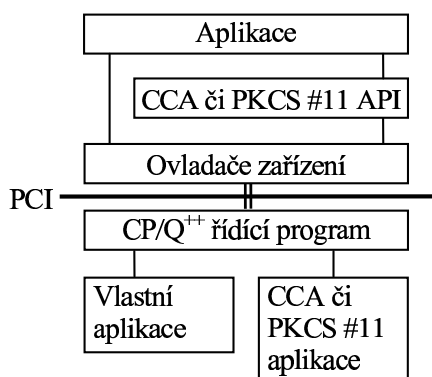 Aplikace
CCA či PKCS #11 API
Ovladače zařízení
PCI
CP/Q++ řídící program
Vlastní
aplikace
CCA či
PKCS #11
aplikace